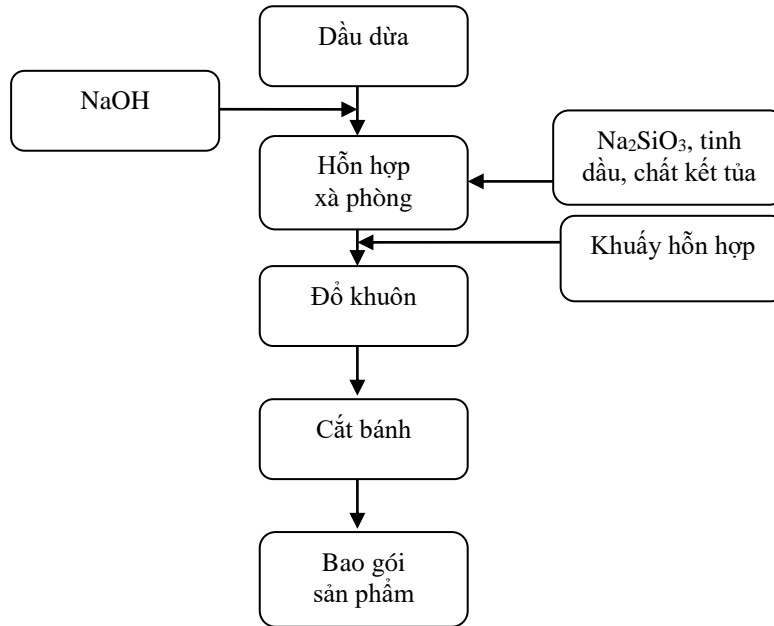 Dầu dừa
NaOH
Na₂SiO₃, tinh
dầu, chất kết tủa
Hỗn hợp
xà phòng
Khuấy hỗn hợp
Đổ khuôn
Cắt bánh
Bao gói
sản phẩm